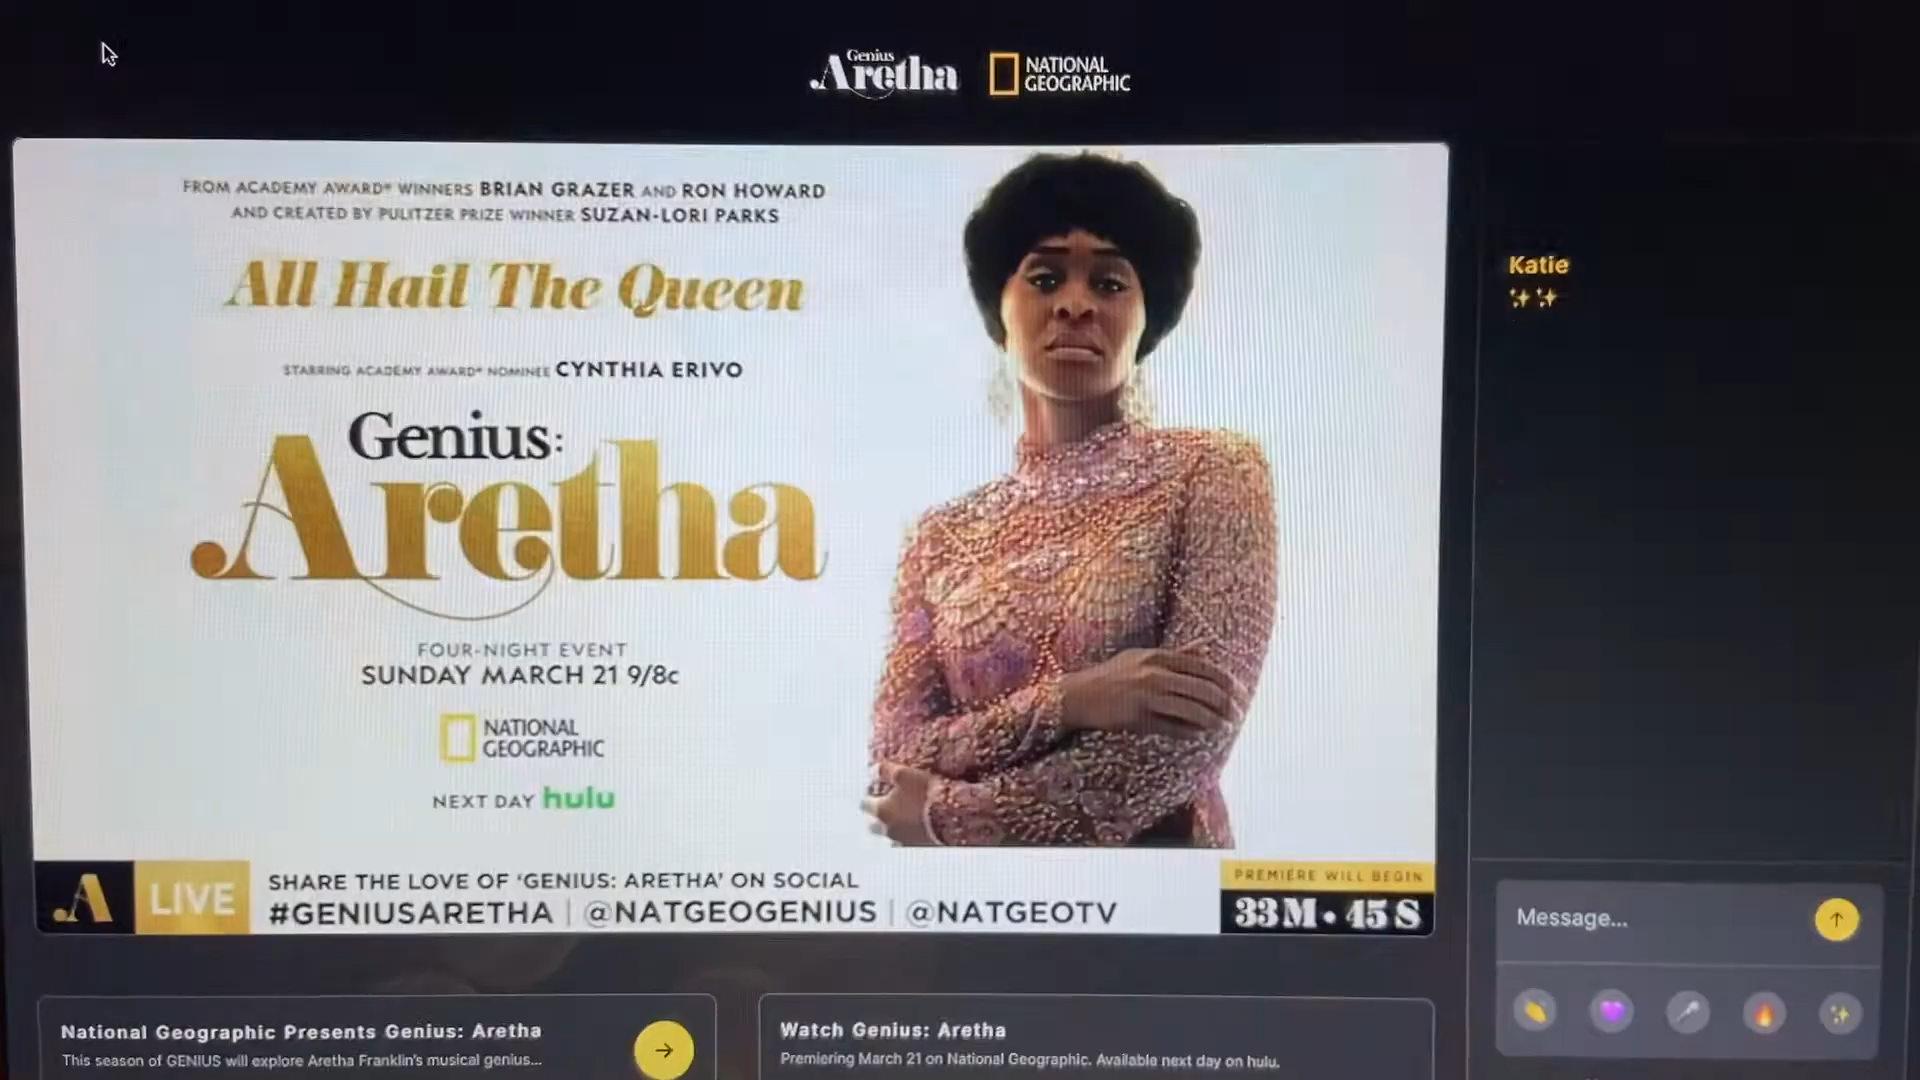 Genius
Aretha
NATIONAL
GEOGRAPHIC
FROM ACADEMY AWARD® WINNERS BRIAN GRAZER AND RON HOWARD
AND CREATED BY PULITZER PRIZE WINNER SUZAN-LORI PARKS
All Hail The Queen
STARRING ACADEMY AWARD® NOMINEE CYNTHIA ERIVO
Genius:
Aretha
FOUR-NIGHT EVENT
SUNDAY MARCH 21 9/8c
NATIONAL
GEOGRAPHIC
NEXT DAY hulu
A LIVE
SHARE THE LOVE OF 'GENIUS: ARETHA' ON SOCIAL
#GENIUSARETHA | @NATGEOGENIUS | @NATGEOTV
PREMIERE WILL BEGIN
33M • 45S
Katie
Message...
National Geographic Presents Genius: Aretha
This season of GENIUS will explore Aretha Franklin's musical genius...
Watch Genius: Aretha
Premiering March 21 on National Geographic. Available next day on hulu.